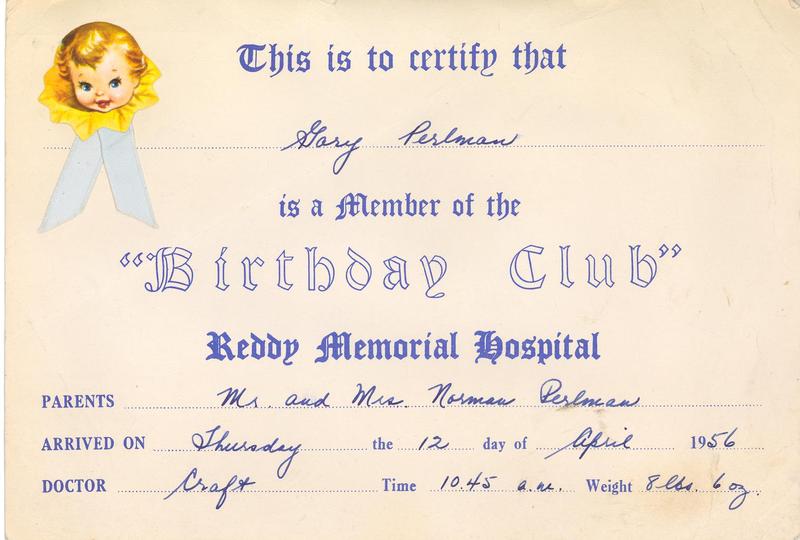 This is to certify that
Gary Perlman
is a Member of the
"Birthday Club"
Reddy Memorial Hospital
PARENTS Mr. and Mrs. Norman Perlman
ARRIVED ON Thursday the 12 day of April 1956
DOCTOR Craft Time 10.45 a.m. Weight 8 lbs. 6 oz.